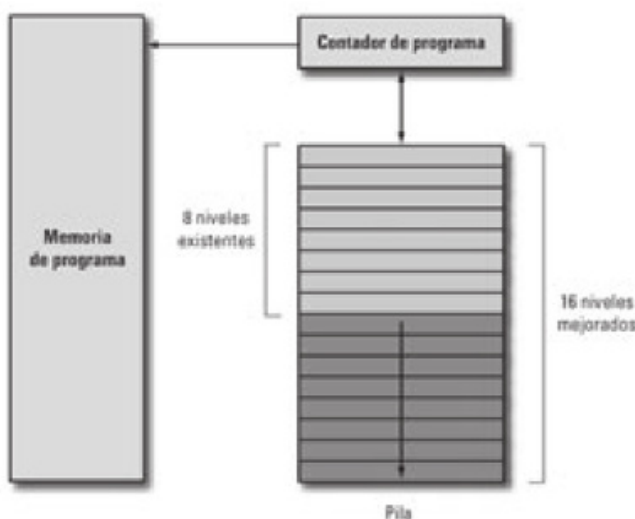 Contador de programa
Memoria
de programa
8 niveles
existentes
16 niveles
mejorados
Pila